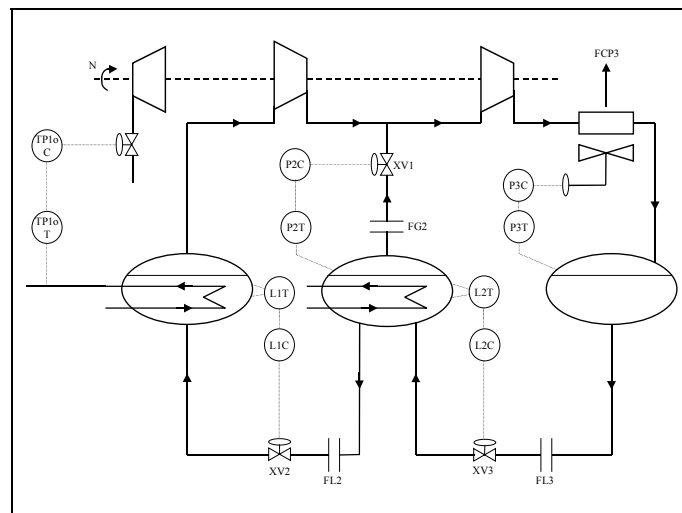 FCP3
N
TP1o
C
P2C
XV1
P3C
TP1o
T
P2T
FG2
P3T
L1T
L2T
L1C
L2C
XV2
FL2
XV3
FL3